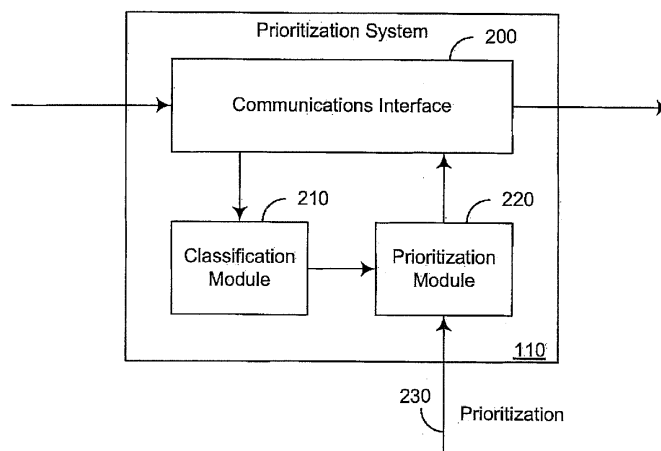 Prioritization System
200
Communications Interface
210
220
Classification
Module
Prioritization
Module
110
230
Prioritization